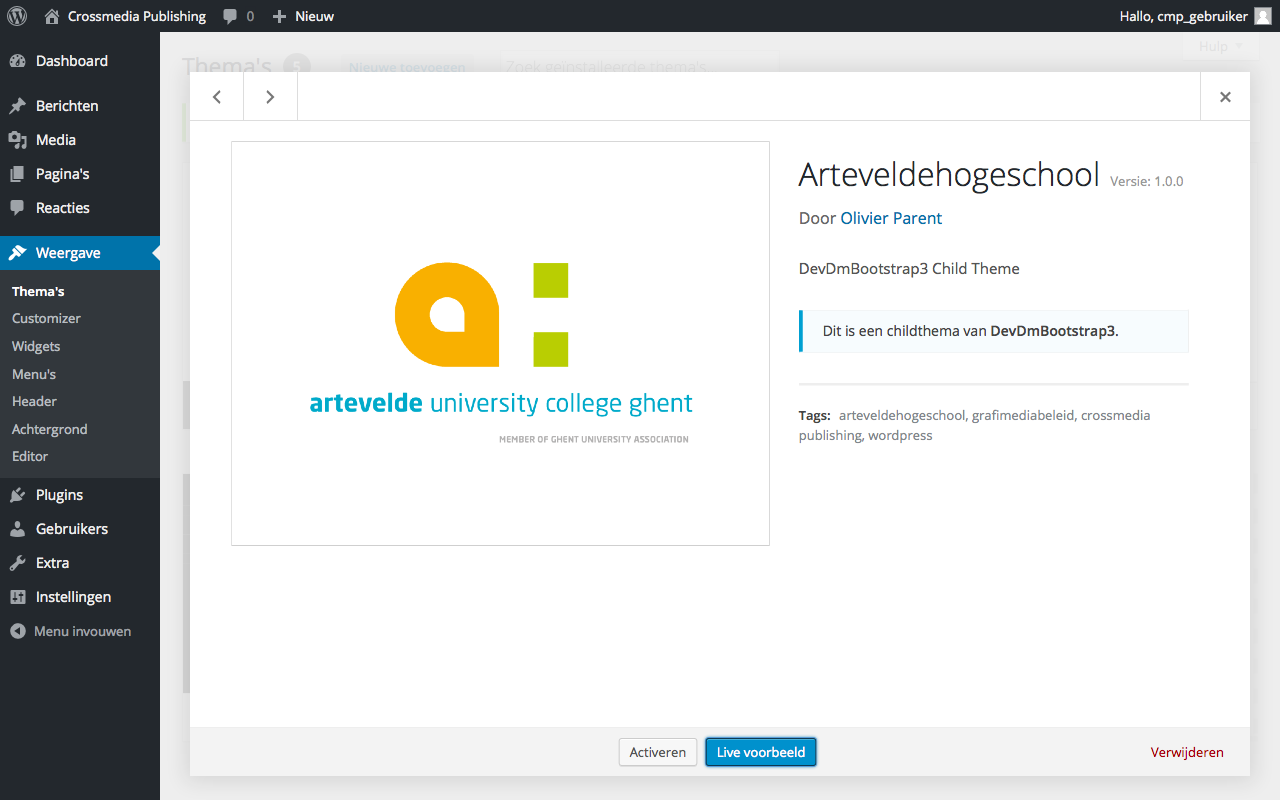 Crossmedia Publishing 0 Nieuw
Hallo, cmp_gebruiker
Dashboard
Berichten
Media
Pagina's
Reacties
Weergave
Thema's
Customizer
Widgets
Menu's
Header
Achtergrond
Editor
Plugins
Gebruikers
Extra
Instellingen
Menu invouwen
Thema's 5 Nieuwe toevoegen Zoek geïnstalleerde thema's
Hulp
artevelde university college ghent
MEMBER OF GHENT UNIVERSITY ASSOCIATION
Arteveldehogeschool Versie: 1.0.0
Door Olivier Parent
DevDmBootstrap3 Child Theme
Dit is een childthema van DevDmBootstrap3.
Tags: arteveldehogeschool, grafimediabeleid, crossmedia
publishing, wordpress
Activeren
Live voorbeeld
Verwijderen